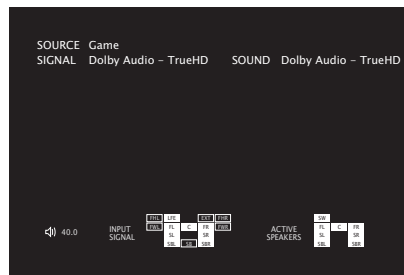 SOURCE Game
SIGNAL Dolby Audio – TrueHD SOUND Dolby Audio – TrueHD
FHL LFE EXT FHR SW
40.0 INPUT SIGNAL FWL FL C FR FWR ACTIVE SPEAKERS FL C FR
SL SR SL SR
SBL SB SBR SBL SBR